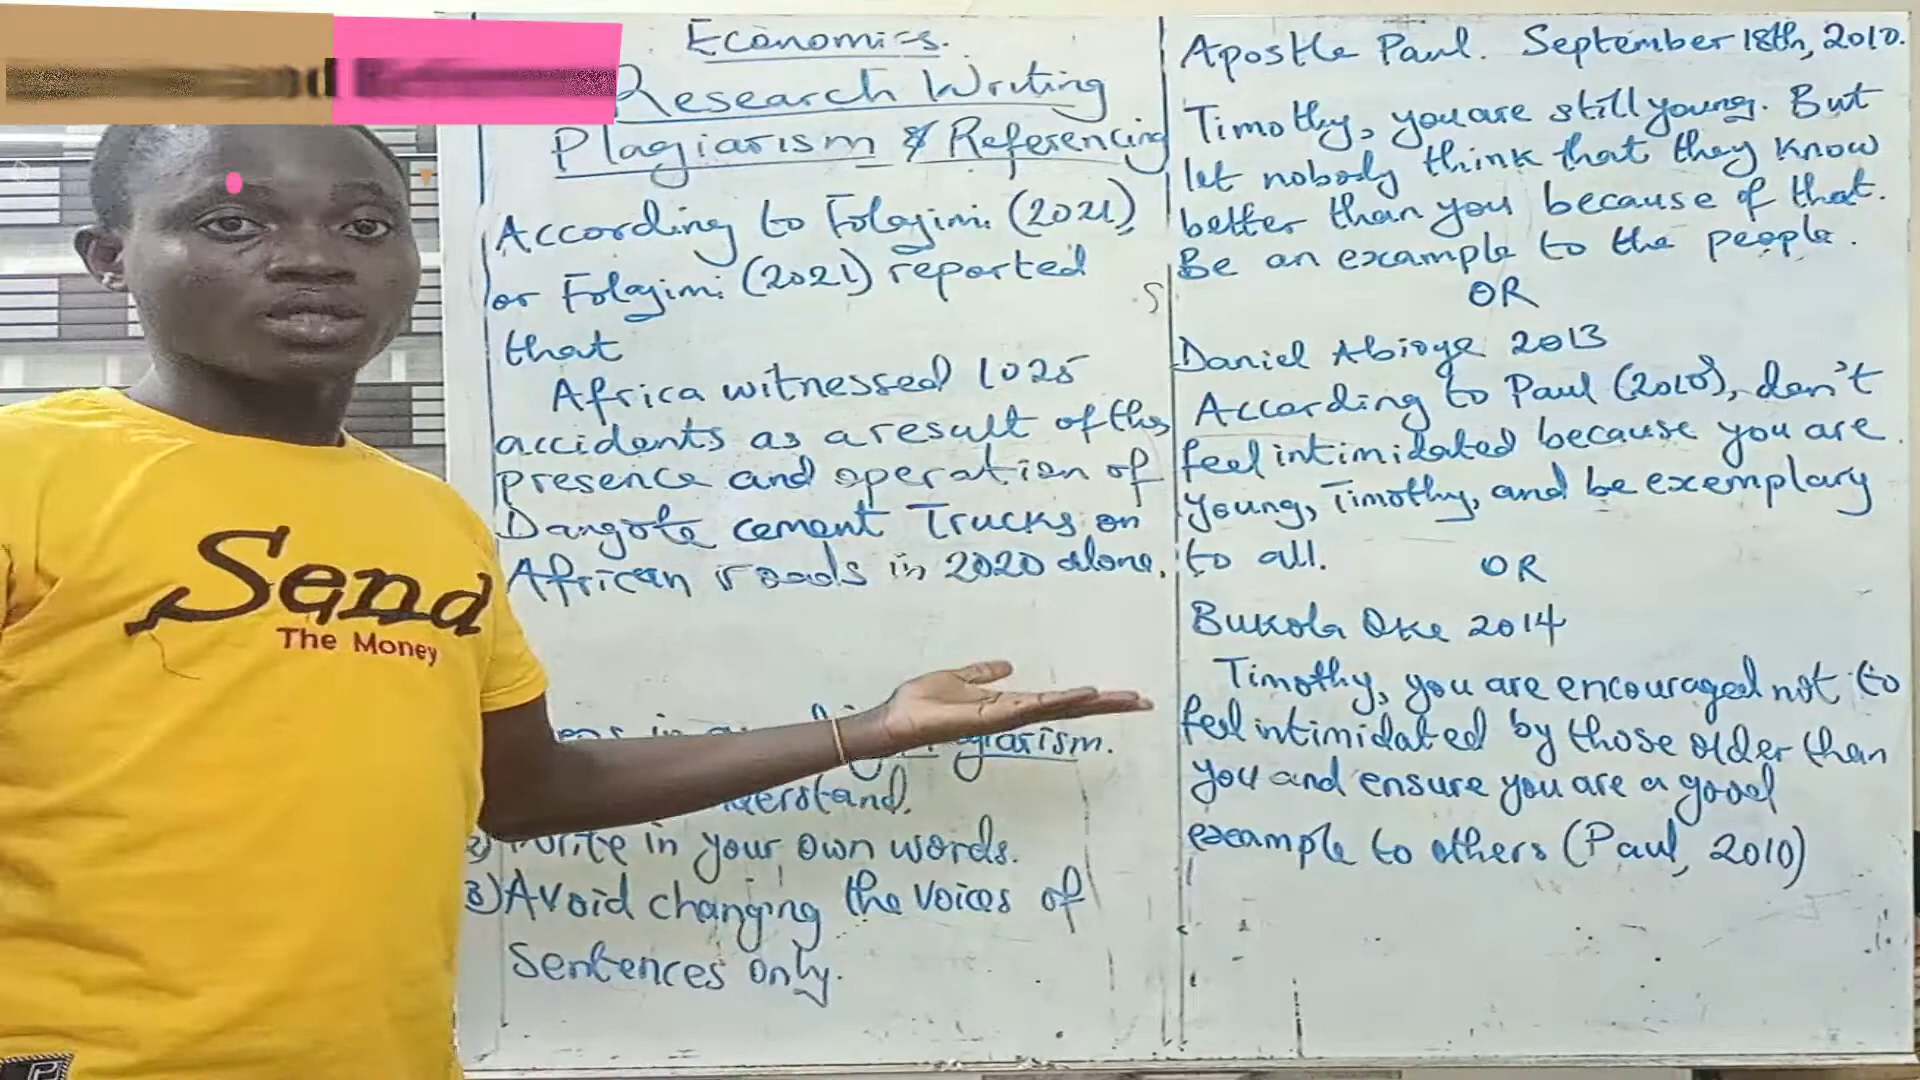 Economics.
Research Writing
Plagiarism & Referencing
According to Folajimi (2021),
or Folajimi (2021) reported
that
Africa witnessed 1025
accidents as a result of the
presence and operation of
Dangote cement Trucks on
African roads in 2020 alone.
in
understand.
2) Write in your own words.
3) Avoid changing the voices of
sentences only.
Apostle Paul. September 18th, 2010.
Timothy, you are still young. But
let nobody think that they know
better than you because of that.
Be an example to the people.
OR
Daniel Abioye 2013
According to Paul (2010), don't
feel intimidated because you are
young, Timothy, and be exemplary
to all.
OR
Bukola Oke 2014
Timothy, you are encouraged not to
feel intimidated by those older than
you and ensure you are a good
example to others (Paul, 2010)
Send
The Money